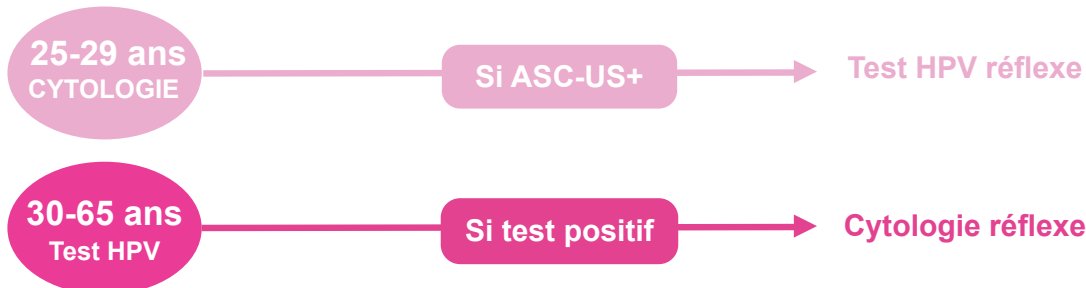 25-29 ans
CYTOLOGIE
Si ASC-US+
Test HPV réflexe
30-65 ans
Test HPV
Si test positif
Cytologie réflexe